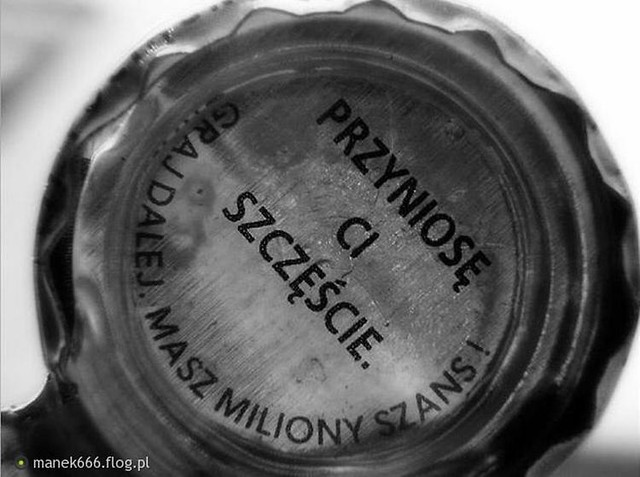 PRZYNIOSĘ
CI
SZCZĘŚCIE.
GRAJ DALEJ. MASZ MILIONY SZANS!
manek666.flog.pl